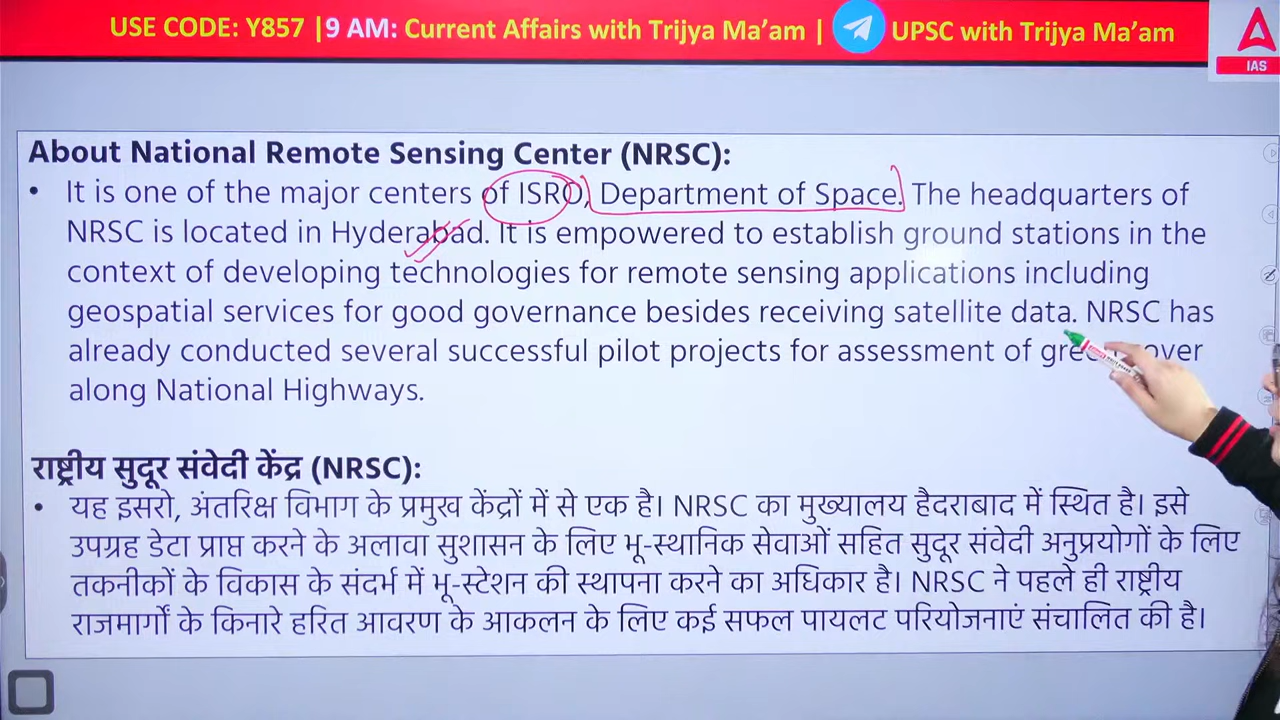 USE CODE: Y857 |9 AM: Current Affairs with Trijya Ma’am | UPSC with Trijya Ma’am
IAS
About National Remote Sensing Center (NRSC):
• It is one of the major centers of ISRO, Department of Space. The headquarters of
NRSC is located in Hyderabad. It is empowered to establish ground stations in the
context of developing technologies for remote sensing applications including
geospatial services for good governance besides receiving satellite data. NRSC has
already conducted several successful pilot projects for assessment of green cover
along National Highways.
राष्ट्रीय सुदूर संवेदी केंद्र (NRSC):
• यह इसरो, अंतरिक्ष विभाग के प्रमुख केंद्रों में से एक है। NRSC का मुख्यालय हैदराबाद में स्थित है। इसे
उपग्रह डेटा प्राप्त करने के अलावा सुशासन के लिए भू-स्थानिक सेवाओं सहित सुदूर संवेदी अनुप्रयोगों के लिए
तकनीकों के विकास के संदर्भ में भू-स्टेशन की स्थापना करने का अधिकार है। NRSC ने पहले ही राष्ट्रीय
राजमार्गों के किनारे हरित आवरण के आकलन के लिए कई सफल पायलट परियोजनाएं संचालित की है।